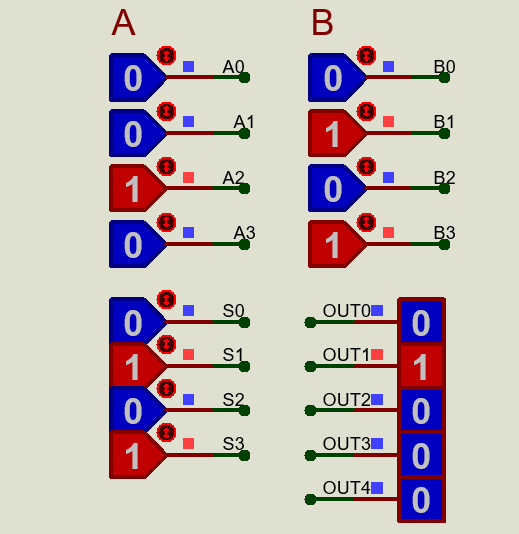 A B
0 A0 0 B0
0 A1 1 B1
1 A2 0 B2
0 A3 1 B3
0 S0 OUT0 0
1 S1 OUT1 1
0 S2 OUT2 0
1 S3 OUT3 0
OUT4 0